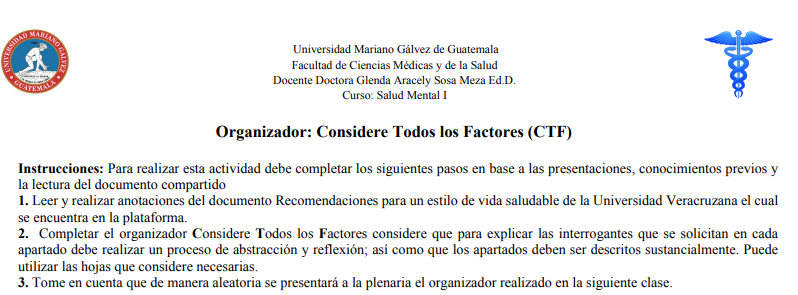 Universidad Mariano Gálvez de Guatemala
Facultad de Ciencias Médicas y de la Salud
Docente Doctora Glenda Aracely Sosa Meza Ed.D.
Curso: Salud Mental I
UNIVERSIDAD MARIANO GALVEZ
GUATEMALA
Organizador: Considere Todos los Factores (CTF)
Instrucciones: Para realizar esta actividad debe completar los siguientes pasos en base a las presentaciones, conocimientos previos y
la lectura del documento compartido
1. Leer y realizar anotaciones del documento Recomendaciones para un estilo de vida saludable de la Universidad Veracruzana el cual
se encuentra en la plataforma.
2. Completar el organizador Considere Todos los Factores considere que para explicar las interrogantes que se solicitan en cada
apartado debe realizar un proceso de abstracción y reflexión; así como que los apartados deben ser descritos sustancialmente. Puede
utilizar las hojas que considere necesarias.
3. Tome en cuenta que de manera aleatoria se presentará a la plenaria el organizador realizado en la siguiente clase.